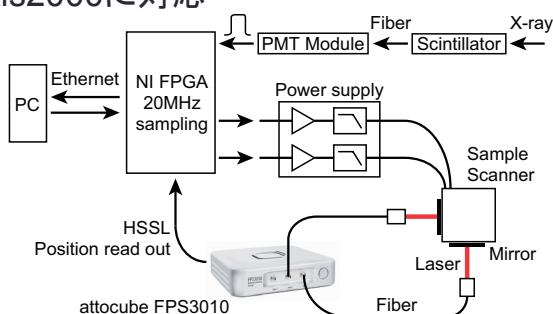 Fiber
X-ray
PMT Module
Scintillator
Ethernet
PC
NI FPGA
20MHz
sampling
Power supply
Sample
Scanner
HSSL
Position read out
Laser
Mirror
attocube FPS3010
Fiber